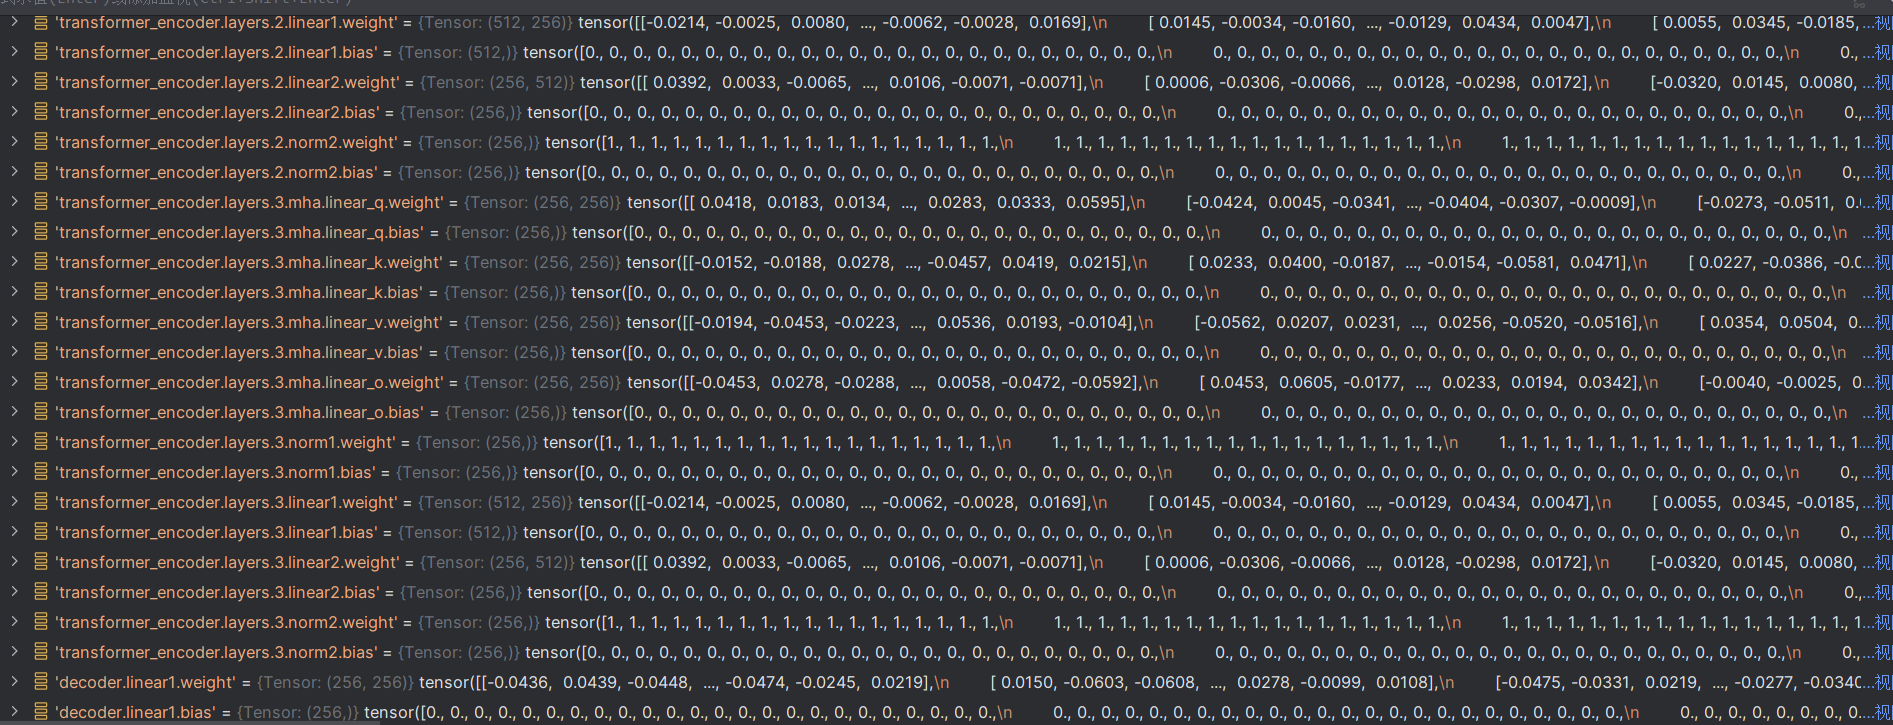 'transformer_encoder.layers.2.linear1.weight' = {Tensor: (512, 256)} tensor([[-0.0214, -0.0025, 0.0080, ..., -0.0062, -0.0028, 0.0169],\n [ 0.0145, -0.0034, -0.0160, ..., -0.0129, 0.0434, 0.0047],\n [ 0.0055, 0.0345, -0.0185,...视
'transformer_encoder.layers.2.linear1.bias' = {Tensor: (512,)} tensor([0., 0., 0., 0., 0., 0., 0., 0., 0., 0., 0., 0., 0., 0., 0., 0., 0., 0., 0., 0., 0., 0., 0., 0.,\n 0., 0., 0., 0., 0., 0., 0., 0., 0., 0., 0., 0., 0., 0., 0., 0., 0., 0., 0., 0., 0., 0., 0., 0.,\n 0.,...视
'transformer_encoder.layers.2.linear2.weight' = {Tensor: (256, 512)} tensor([[ 0.0392, 0.0033, -0.0065, ..., 0.0106, -0.0071, -0.0071],\n [ 0.0006, -0.0306, -0.0066, ..., 0.0128, -0.0298, 0.0172],\n [-0.0320, 0.0145, 0.0080,...视
'transformer_encoder.layers.2.linear2.bias' = {Tensor: (256,)} tensor([0., 0., 0., 0., 0., 0., 0., 0., 0., 0., 0., 0., 0., 0., 0., 0., 0., 0., 0., 0., 0., 0., 0., 0.,\n 0., 0., 0., 0., 0., 0., 0., 0., 0., 0., 0., 0., 0., 0., 0., 0., 0., 0., 0., 0., 0., 0., 0., 0.,\n 0.,...视
'transformer_encoder.layers.2.norm2.weight' = {Tensor: (256,)} tensor([1., 1., 1., 1., 1., 1., 1., 1., 1., 1., 1., 1., 1., 1., 1., 1., 1., 1.,\n 1., 1., 1., 1., 1., 1., 1., 1., 1., 1., 1., 1., 1., 1., 1., 1., 1., 1.,\n 1., 1., 1., 1., 1., 1., 1., 1., 1., 1., 1., 1., 1., 1., 1., 1., 1...视
'transformer_encoder.layers.2.norm2.bias' = {Tensor: (256,)} tensor([0., 0., 0., 0., 0., 0., 0., 0., 0., 0., 0., 0., 0., 0., 0., 0., 0., 0., 0., 0., 0., 0., 0., 0.,\n 0., 0., 0., 0., 0., 0., 0., 0., 0., 0., 0., 0., 0., 0., 0., 0., 0., 0., 0., 0., 0., 0., 0., 0.,\n 0.,...视
'transformer_encoder.layers.3.mha.linear_q.weight' = {Tensor: (256, 256)} tensor([[ 0.0418, 0.0183, 0.0134, ..., 0.0283, 0.0333, 0.0595],\n [-0.0424, 0.0045, -0.0341, ..., -0.0404, -0.0307, -0.0009],\n [-0.0273, -0.0511, 0....视
'transformer_encoder.layers.3.mha.linear_q.bias' = {Tensor: (256,)} tensor([0., 0., 0., 0., 0., 0., 0., 0., 0., 0., 0., 0., 0., 0., 0., 0., 0., 0., 0., 0., 0., 0., 0., 0.,\n 0., 0., 0., 0., 0., 0., 0., 0., 0., 0., 0., 0., 0., 0., 0., 0., 0., 0., 0., 0., 0., 0., 0., 0.,\n ...视
'transformer_encoder.layers.3.mha.linear_k.weight' = {Tensor: (256, 256)} tensor([[-0.0152, -0.0188, 0.0278, ..., -0.0457, 0.0419, 0.0215],\n [ 0.0233, 0.0400, -0.0187, ..., -0.0154, -0.0581, 0.0471],\n [ 0.0227, -0.0386, -0.0...视
'transformer_encoder.layers.3.mha.linear_k.bias' = {Tensor: (256,)} tensor([0., 0., 0., 0., 0., 0., 0., 0., 0., 0., 0., 0., 0., 0., 0., 0., 0., 0., 0., 0., 0., 0., 0., 0.,\n 0., 0., 0., 0., 0., 0., 0., 0., 0., 0., 0., 0., 0., 0., 0., 0., 0., 0., 0., 0., 0., 0., 0., 0.,\n ...视
'transformer_encoder.layers.3.mha.linear_v.weight' = {Tensor: (256, 256)} tensor([[-0.0194, -0.0453, -0.0223, ..., 0.0536, 0.0193, -0.0104],\n [-0.0562, 0.0207, 0.0231, ..., 0.0256, -0.0520, -0.0516],\n [ 0.0354, 0.0504, 0...视
'transformer_encoder.layers.3.mha.linear_v.bias' = {Tensor: (256,)} tensor([0., 0., 0., 0., 0., 0., 0., 0., 0., 0., 0., 0., 0., 0., 0., 0., 0., 0., 0., 0., 0., 0., 0., 0.,\n 0., 0., 0., 0., 0., 0., 0., 0., 0., 0., 0., 0., 0., 0., 0., 0., 0., 0., 0., 0., 0., 0., 0., 0.,\n ...视
'transformer_encoder.layers.3.mha.linear_o.weight' = {Tensor: (256, 256)} tensor([[-0.0453, 0.0278, -0.0288, ..., 0.0058, -0.0472, -0.0592],\n [ 0.0453, 0.0605, -0.0177, ..., 0.0233, 0.0194, 0.0342],\n [-0.0040, -0.0025, 0...视
'transformer_encoder.layers.3.mha.linear_o.bias' = {Tensor: (256,)} tensor([0., 0., 0., 0., 0., 0., 0., 0., 0., 0., 0., 0., 0., 0., 0., 0., 0., 0., 0., 0., 0., 0., 0., 0.,\n 0., 0., 0., 0., 0., 0., 0., 0., 0., 0., 0., 0., 0., 0., 0., 0., 0., 0., 0., 0., 0., 0., 0., 0.,\n ...视
'transformer_encoder.layers.3.norm1.weight' = {Tensor: (256,)} tensor([1., 1., 1., 1., 1., 1., 1., 1., 1., 1., 1., 1., 1., 1., 1., 1., 1., 1.,\n 1., 1., 1., 1., 1., 1., 1., 1., 1., 1., 1., 1., 1., 1., 1., 1., 1., 1.,\n 1., 1., 1., 1., 1., 1., 1., 1., 1., 1., 1., 1., 1., 1., 1., 1., 1...视
'transformer_encoder.layers.3.norm1.bias' = {Tensor: (256,)} tensor([0., 0., 0., 0., 0., 0., 0., 0., 0., 0., 0., 0., 0., 0., 0., 0., 0., 0., 0., 0., 0., 0., 0., 0.,\n 0., 0., 0., 0., 0., 0., 0., 0., 0., 0., 0., 0., 0., 0., 0., 0., 0., 0., 0., 0., 0., 0., 0., 0.,\n 0.,...视
'transformer_encoder.layers.3.linear1.weight' = {Tensor: (512, 256)} tensor([[-0.0214, -0.0025, 0.0080, ..., -0.0062, -0.0028, 0.0169],\n [ 0.0145, -0.0034, -0.0160, ..., -0.0129, 0.0434, 0.0047],\n [ 0.0055, 0.0345, -0.0185,...视
'transformer_encoder.layers.3.linear1.bias' = {Tensor: (512,)} tensor([0., 0., 0., 0., 0., 0., 0., 0., 0., 0., 0., 0., 0., 0., 0., 0., 0., 0., 0., 0., 0., 0., 0., 0.,\n 0., 0., 0., 0., 0., 0., 0., 0., 0., 0., 0., 0., 0., 0., 0., 0., 0., 0., 0., 0., 0., 0., 0., 0.,\n 0.,...视
'transformer_encoder.layers.3.linear2.weight' = {Tensor: (256, 512)} tensor([[ 0.0392, 0.0033, -0.0065, ..., 0.0106, -0.0071, -0.0071],\n [ 0.0006, -0.0306, -0.0066, ..., 0.0128, -0.0298, 0.0172],\n [-0.0320, 0.0145, 0.0080,...视
'transformer_encoder.layers.3.linear2.bias' = {Tensor: (256,)} tensor([0., 0., 0., 0., 0., 0., 0., 0., 0., 0., 0., 0., 0., 0., 0., 0., 0., 0., 0., 0., 0., 0., 0., 0.,\n 0., 0., 0., 0., 0., 0., 0., 0., 0., 0., 0., 0., 0., 0., 0., 0., 0., 0., 0., 0., 0., 0., 0., 0.,\n 0.,...视
'transformer_encoder.layers.3.norm2.weight' = {Tensor: (256,)} tensor([1., 1., 1., 1., 1., 1., 1., 1., 1., 1., 1., 1., 1., 1., 1., 1., 1., 1.,\n 1., 1., 1., 1., 1., 1., 1., 1., 1., 1., 1., 1., 1., 1., 1., 1., 1., 1.,\n 1., 1., 1., 1., 1., 1., 1., 1., 1., 1., 1., 1., 1., 1., 1., 1., 1...视
'transformer_encoder.layers.3.norm2.bias' = {Tensor: (256,)} tensor([0., 0., 0., 0., 0., 0., 0., 0., 0., 0., 0., 0., 0., 0., 0., 0., 0., 0., 0., 0., 0., 0., 0., 0.,\n 0., 0., 0., 0., 0., 0., 0., 0., 0., 0., 0., 0., 0., 0., 0., 0., 0., 0., 0., 0., 0., 0., 0., 0.,\n 0.,...视
'decoder.linear1.weight' = {Tensor: (256, 256)} tensor([[-0.0436, 0.0439, -0.0448, ..., -0.0474, -0.0245, 0.0219],\n [ 0.0150, -0.0603, -0.0608, ..., 0.0278, -0.0099, 0.0108],\n [-0.0475, -0.0331, 0.0219, ..., -0.0277, -0.0340...视
'decoder.linear1.bias' = {Tensor: (256,)} tensor([0., 0., 0., 0., 0., 0., 0., 0., 0., 0., 0., 0., 0., 0., 0., 0., 0., 0., 0., 0., 0., 0., 0., 0.,\n 0., 0., 0., 0., 0., 0., 0., 0., 0., 0., 0., 0., 0., 0., 0., 0., 0., 0., 0., 0., 0., 0., 0., 0.,\n 0., 0., 0., 0., 0., 0., 0., 0...视